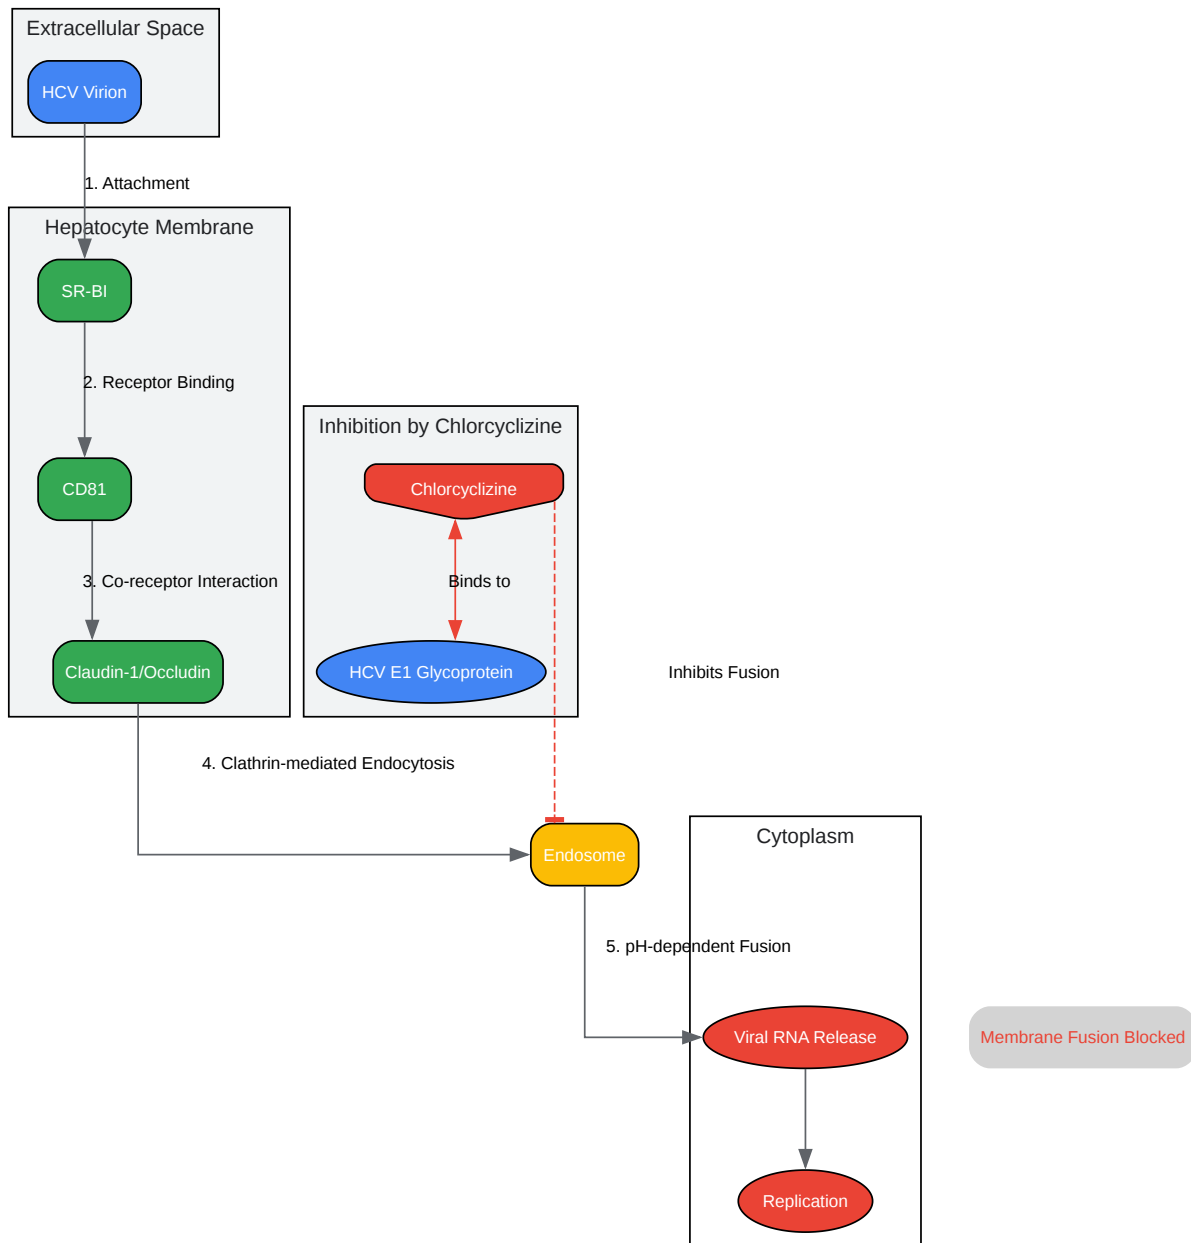 Extracellular Space
HCV Virion
1. Attachment
Hepatocyte Membrane
SR-BI
2. Receptor Binding
CD81
3. Co-receptor Interaction
Claudin-1/Occludin
Inhibition by Chlorcyclizine
Chlorcyclizine
Binds to
HCV E1 Glycoprotein
Inhibits Fusion
4. Clathrin-mediated Endocytosis
Endosome
Cytoplasm
5. pH-dependent Fusion
Viral RNA Release
Membrane Fusion Blocked
Replication